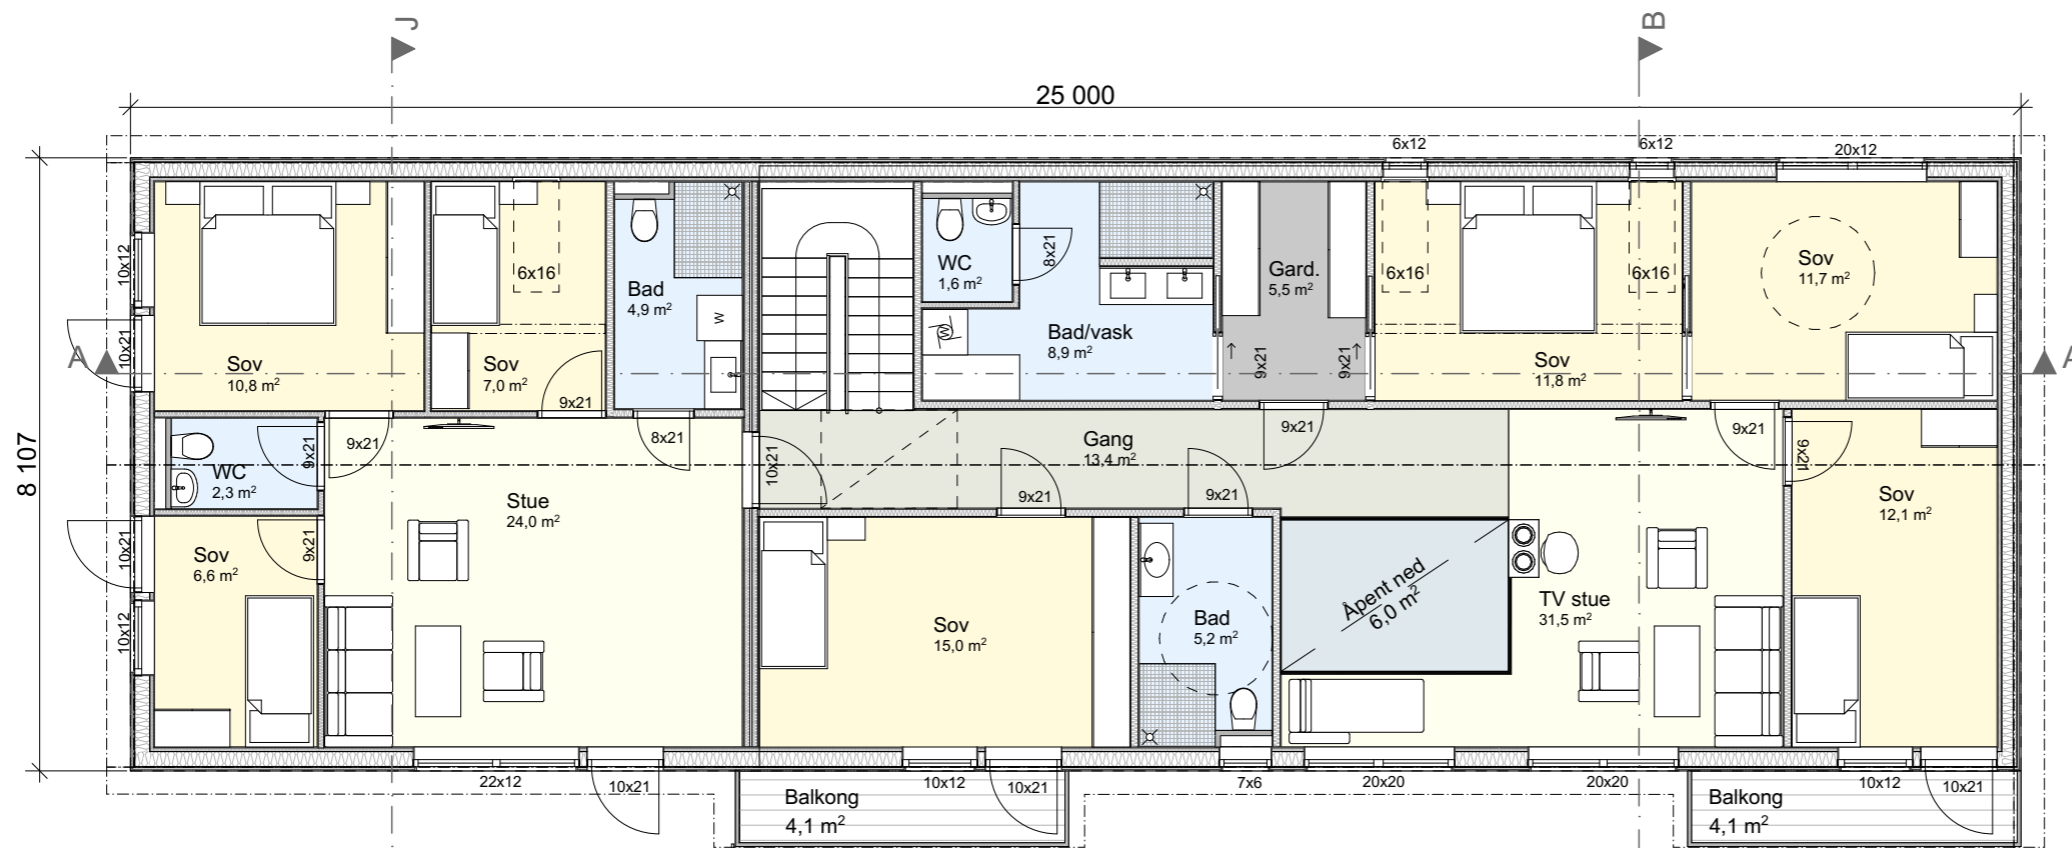 J
B
25 000
6x12
6x12
20x12
8 107
10x12
10x21
A
A
Sov
10,8 m²
6x16
Sov
7,0 m²
9x21
Bad
4,9 m²
W
8x21
WC
1,6 m²
8x21
W
Bad/vask
8,9 m²
Gard.
5,5 m²
9x21
9x21
6x16
6x16
Sov
11,8 m²
Sov
11,7 m²
WC
2,3 m²
9x21
9x21
Stue
24,0 m²
10x21
Gang
13,4 m²
9x21
9x21
9x21
9x21
9x21
Sov
12,1 m²
10x21
10x12
Sov
6,6 m²
9x21
Sov
15,0 m²
Bad
5,2 m²
Åpent ned
6,0 m²
TV stue
31,5 m²
22x12
10x21
10x12
10x21
7x6
20x20
20x20
10x12
10x21
Balkong
4,1 m²
Balkong
4,1 m²